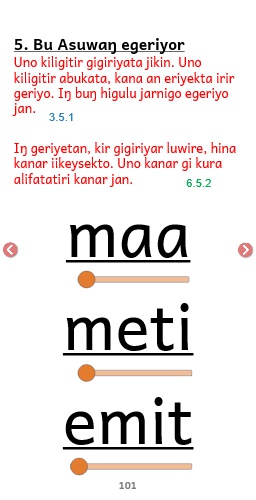 5. Bu Asuwaŋ egeriyor
Uno kiligitir gigiriyata jikin. Uno
kiligitir abukata, kana an eriyekta irir
geriyo. Iŋ buŋ higulu jarnigo egeriyo
jan.
3.5.1
Iŋ geriyetan, kir gigiriyar luwire, hina
kanar iikeysekto. Uno kanar gi kura
alifatatiri kanar jan.
6.5.2
maa
meti
emit
101